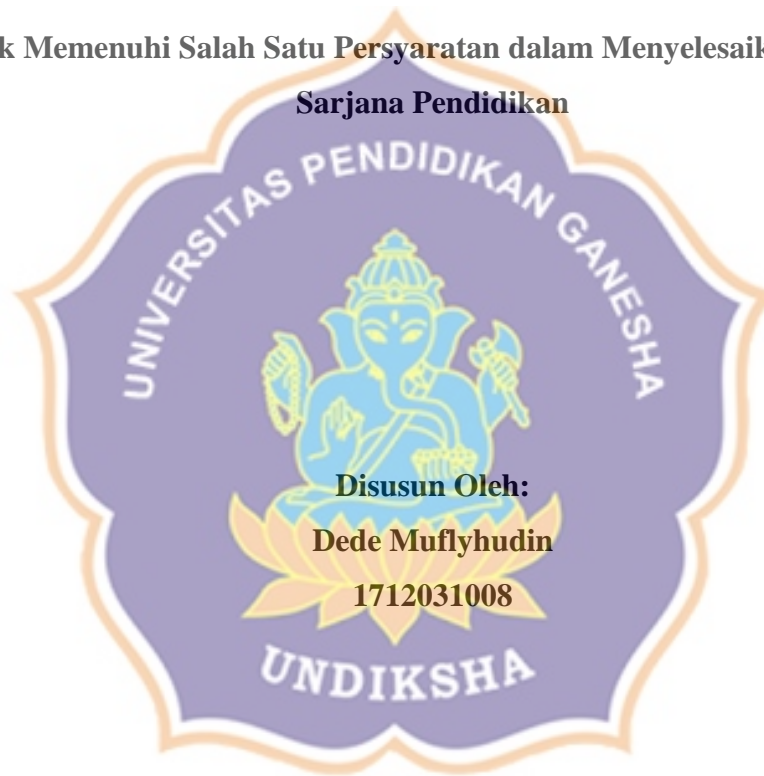 k Memenuhi Salah Satu Persyaratan dalam Menyelesaik
Sarjana Pendidikan
UNIVERSITAS PENDIDIKAN GANESHA
Disusun Oleh:
Dede Muflyhudin
1712031008
UNDIKSHA